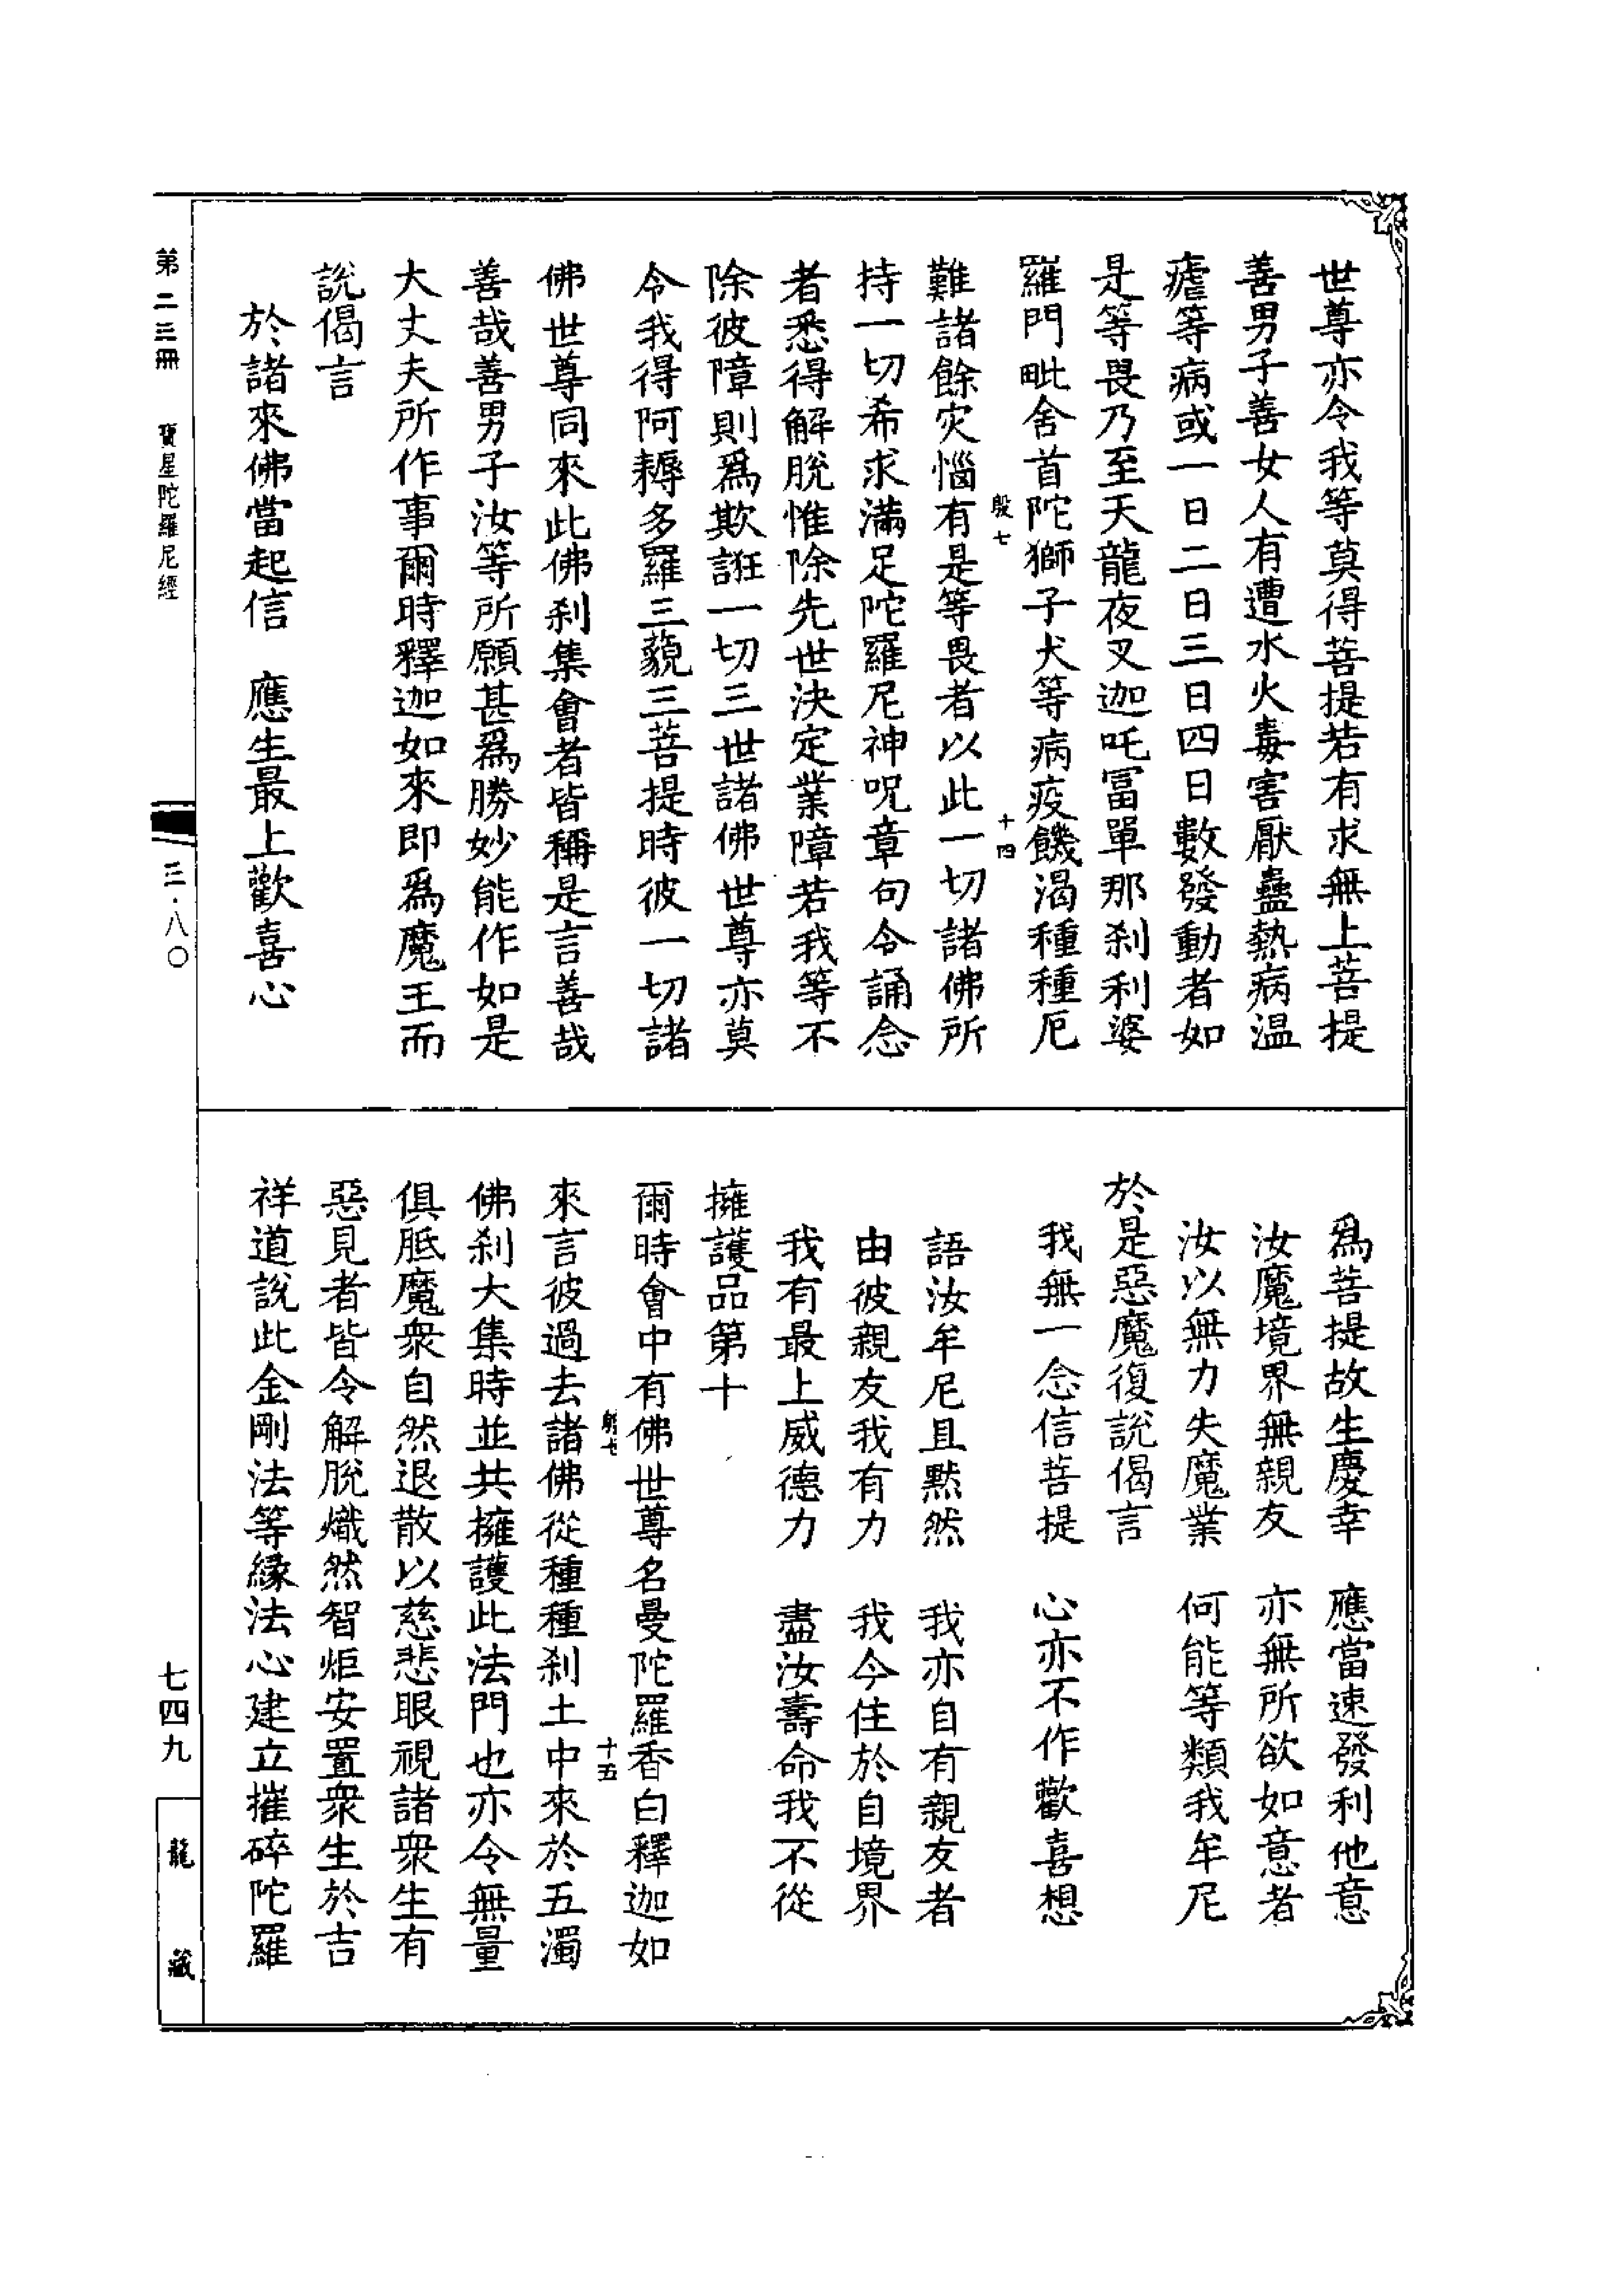 世尊亦令我等莫得菩提若有求無上菩提
善男子善女人有遭水火毒害厭蠱熱病温
瘧等病或一日二日三日四日數發動者如
是等畏乃至天龍夜叉迦吒冨單那刹利婆
羅門毗舍首陀獅子犬等病疫饑渴種種厄
殷七
十四
難諸餘灾惱有是等畏者以此一切諸佛所
持一切希求滿足陀羅尼神呪章句令誦念
者悉得解脫惟除先世決定業障若我等不
除彼障則爲欺誑一切三世諸佛世尊亦莫
令我得阿耨多羅三藐三菩提時彼一切諸
佛世尊同來此佛刹集會者皆稱是言善哉
善哉善男子汝等所願甚爲勝妙能作如是
大丈夫所作事爾時釋迦如來即爲魔王而
說偈言
於諸來佛當起信　應生最上歡喜心
爲菩提故生慶幸　應當速發利他意
汝魔境界無親友　亦無所欲如意者
汝以無力失魔業　何能等類我牟尼
於是惡魔復說偈言
我無一念信菩提　心亦不作歡喜想
語汝牟尼且默然　我亦自有親友者
由彼親友我有力　我今住於自境界
我有最上威德力　盡汝壽命我不從
擁護品第十
爾時會中有佛世尊名曼陀羅香白釋迦如
殷七
十五
來言彼過去諸佛從種種刹土中來於五濁
佛刹大集時並共擁護此法門也亦令無量
俱胝魔衆自然退散以慈悲眼視諸衆生有
惡見者皆令解脫熾然智炬安置衆生於吉
祥道說此金剛法等緣法心建立摧碎陀羅
第二三冊　寶星陀羅尼經
三·八〇
七四九
龍藏